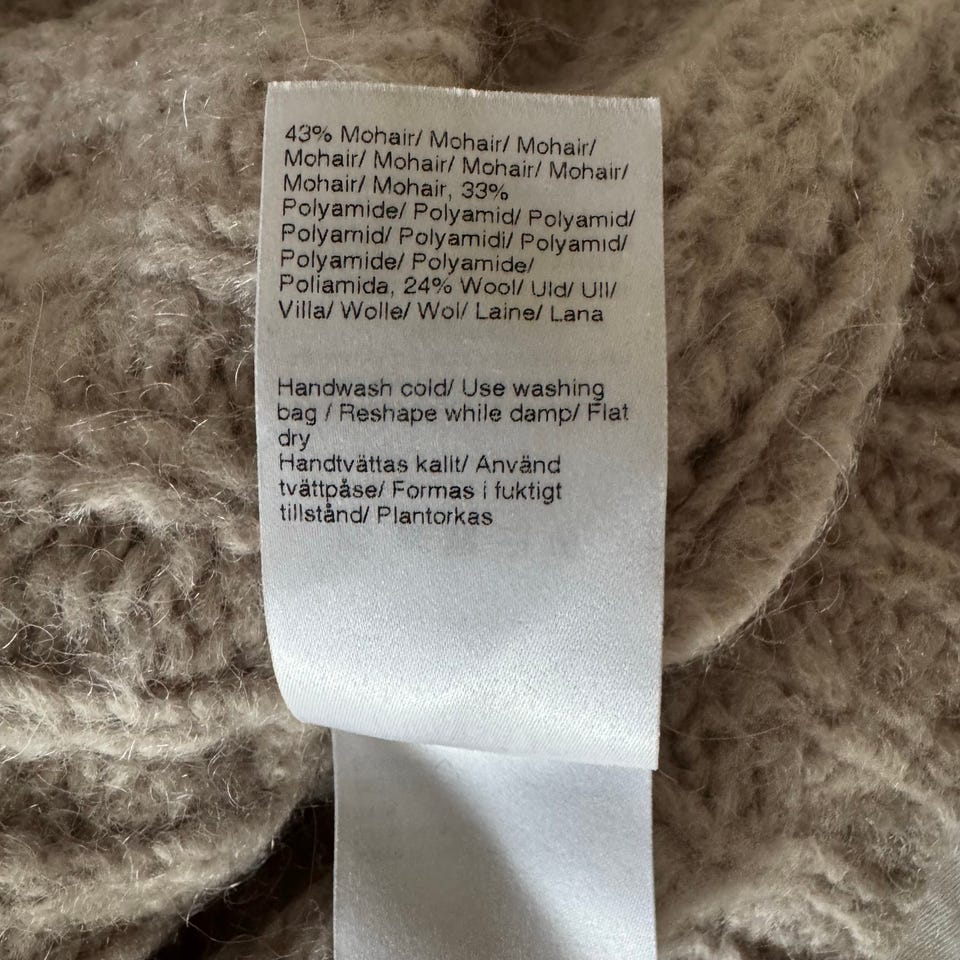 43% Mohair/ Mohair/ Mohair/
Mohair/ Mohair/ Mohair/ Mohair/
Mohair/ Mohair, 33%
Polyamide/ Polyamid/ Polyamid/
Polyamid/ Polyamidi/ Polyamid/
Polyamide/ Polyamide/
Poliamida, 24% Wool/ Uld/ Ull/
Villa/ Wolle/ Wol/ Laine/ Lana
Handwash cold/ Use washing
bag / Reshape while damp/ Flat
dry
Handtvättas kallt/ Använd
tvättpåse/ Formas i fuktigt
tillstånd/ Plantorkas